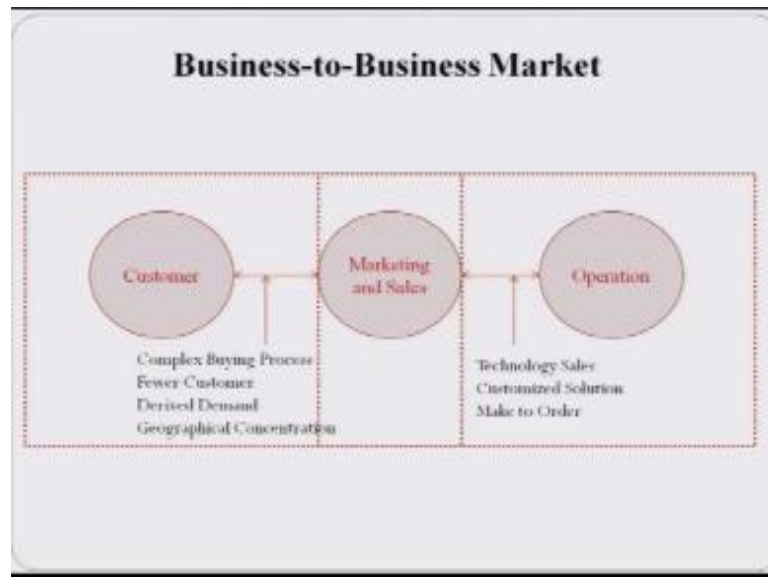 Business-to-Business Market
Customer
Marketing
and Sales
Operation
Complex Buying Process
Fewer Customer
Derived Demand
Geographical Concentration
Technology Sales
Customized Solution
Make to Order